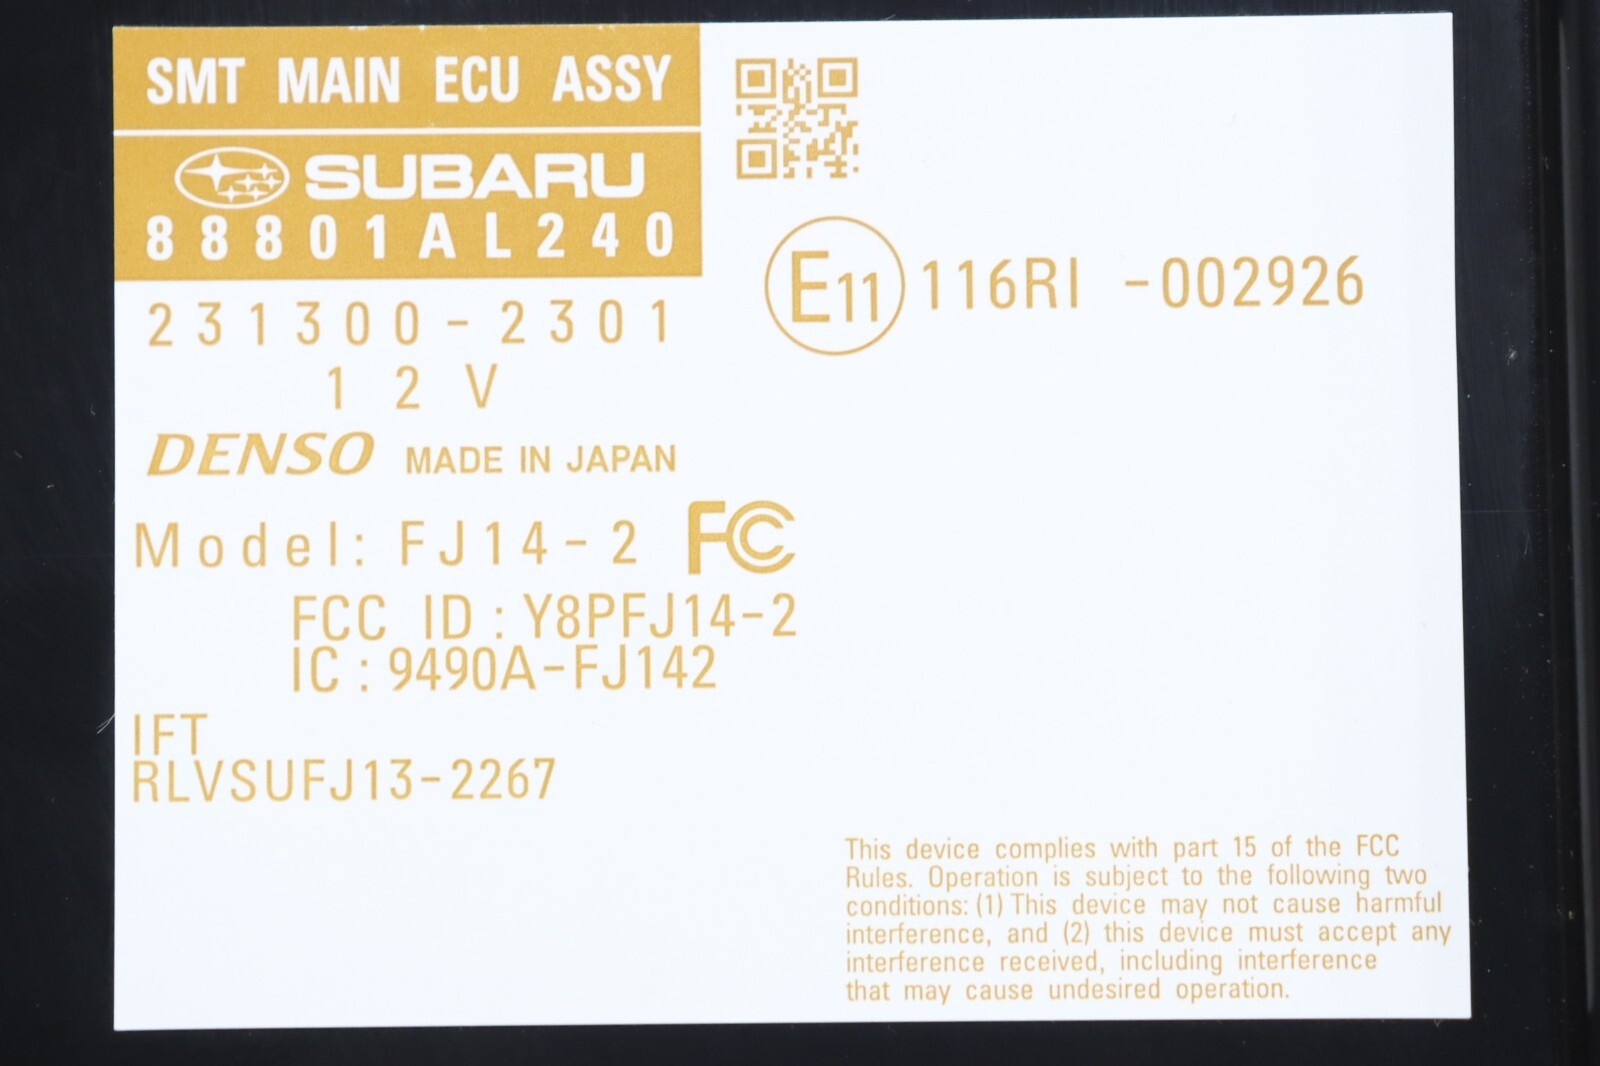 SMT MAIN ECU ASSY
SUBARU
88801AL240
231300-2301
12V
DENSO MADE IN JAPAN
Model: FJ14-2 FC
FCC ID : Y8PFJ14-2
IC : 9490A-FJ142
IFT
RLVSUFJ13-2267
E11 116RI -002926
This device complies with part 15 of the FCC
Rules. Operation is subject to the following two
conditions: (1) This device may not cause harmful
interference, and (2) this device must accept any
interference received, including interference
that may cause undesired operation.